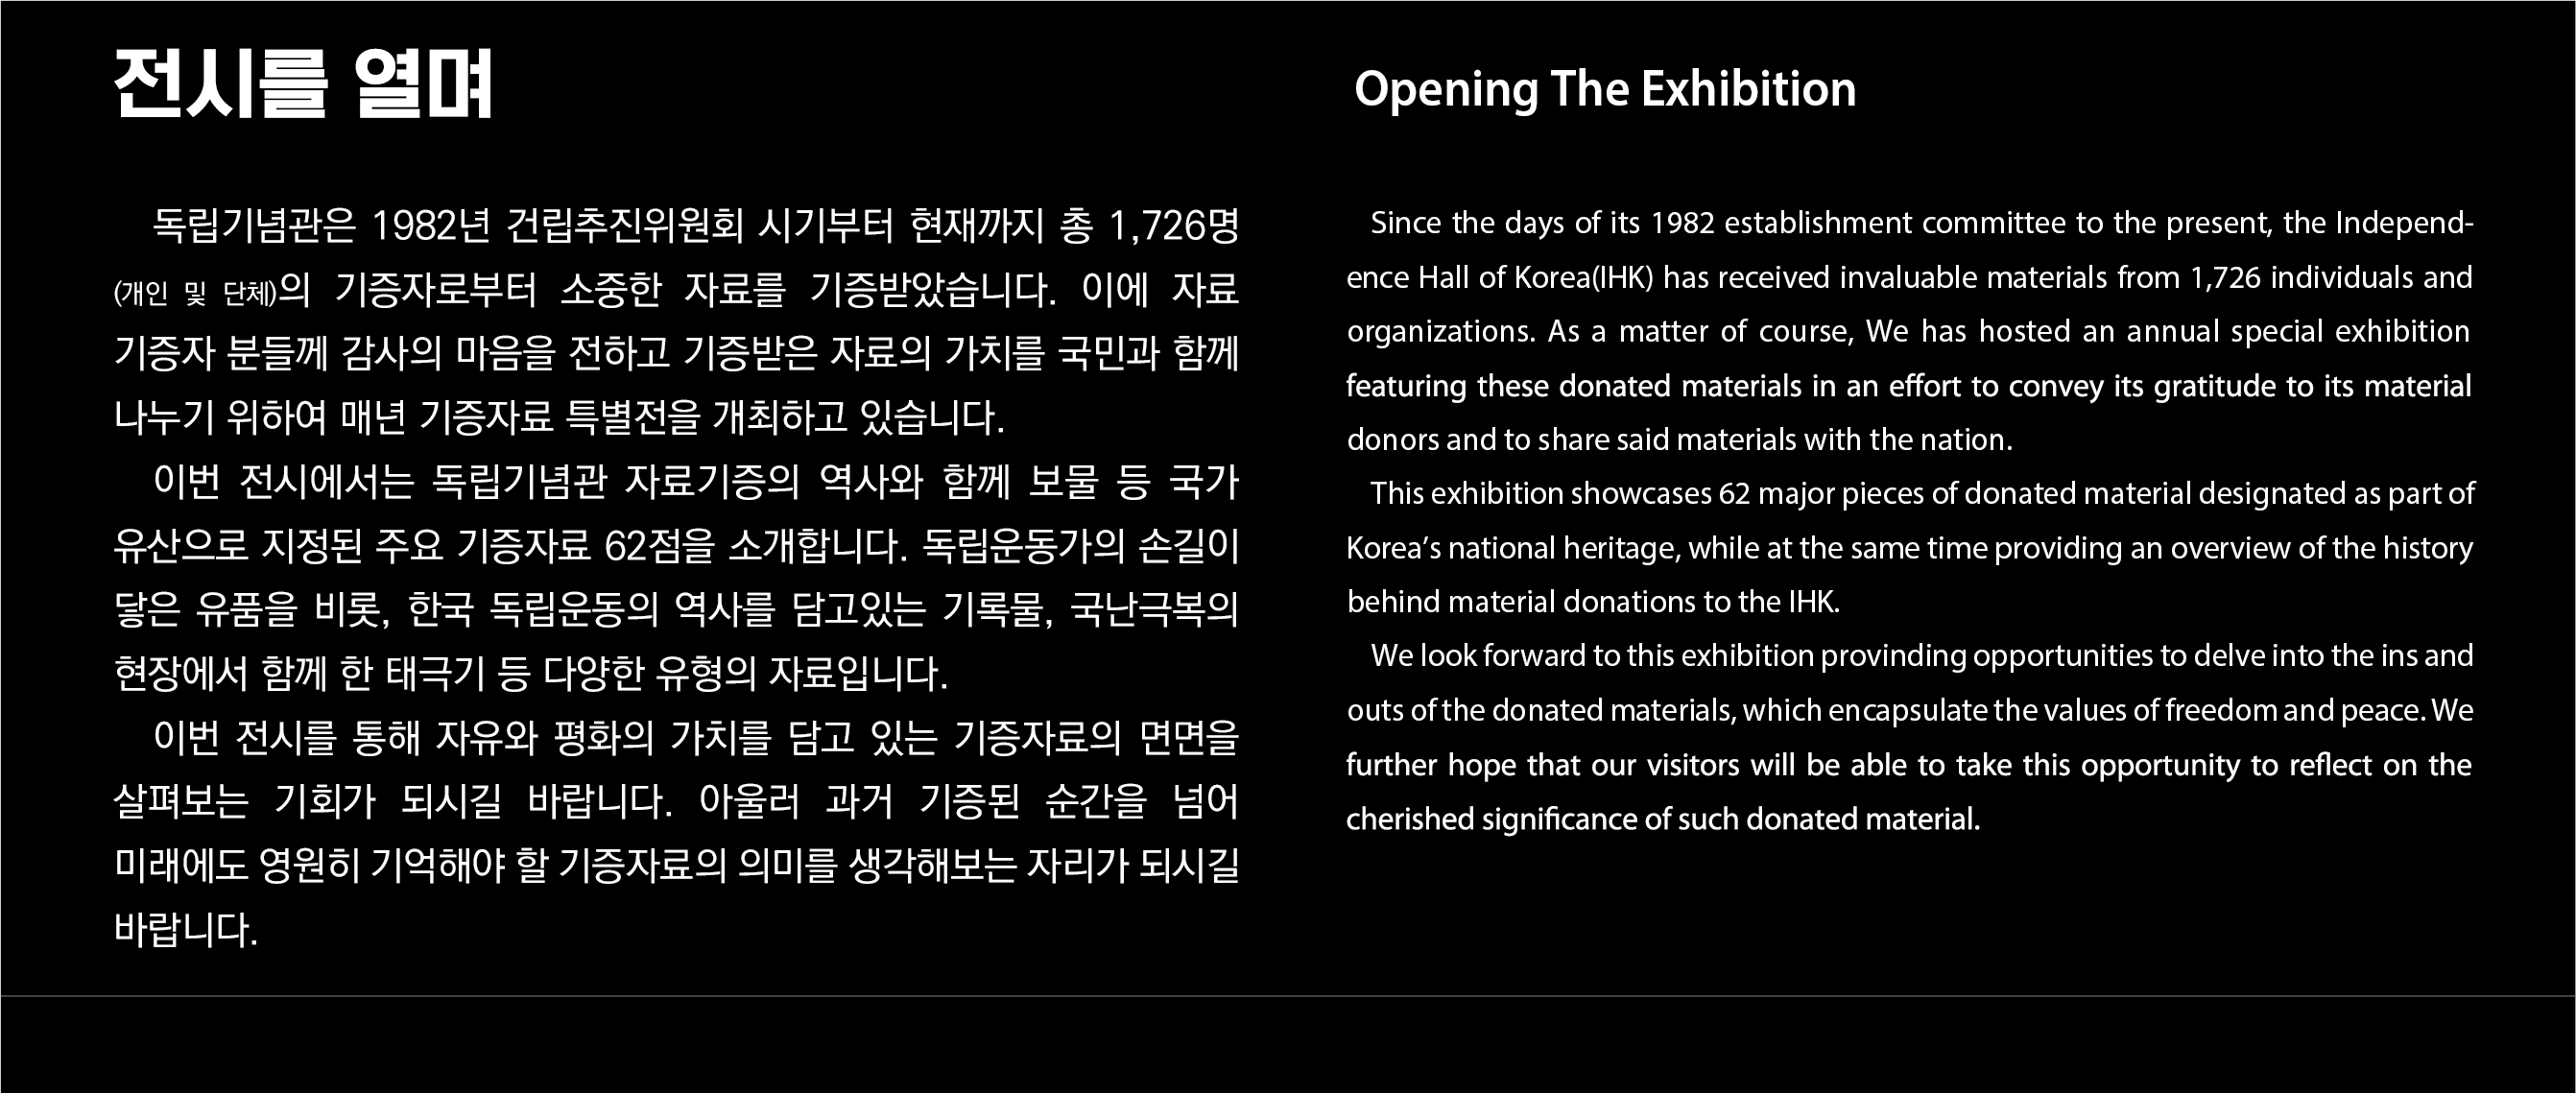 전시를 열며
독립기념관은 1982년 건립추진위원회 시기부터 현재까지 총 1,726명
(개인 및 단체)의 기증자로부터 소중한 자료를 기증받았습니다. 이에 자료
기증자 분들께 감사의 마음을 전하고 기증받은 자료의 가치를 국민과 함께
나누기 위하여 매년 기증자료 특별전을 개최하고 있습니다.
이번 전시에서는 독립기념관 자료기증의 역사와 함께 보물 등 국가
유산으로 지정된 주요 기증자료 62점을 소개합니다. 독립운동가의 손길이
닿은 유품을 비롯, 한국 독립운동의 역사를 담고있는 기록물, 국난극복의
현장에서 함께 한 태극기 등 다양한 유형의 자료입니다.
이번 전시를 통해 자유와 평화의 가치를 담고 있는 기증자료의 면면을
살펴보는 기회가 되시길 바랍니다. 아울러 과거 기증된 순간을 넘어
미래에도 영원히 기억해야 할 기증자료의 의미를 생각해보는 자리가 되시길
바랍니다.
Opening The Exhibition
Since the days of its 1982 establishment committee to the present, the Independ-
ence Hall of Korea(IHK) has received invaluable materials from 1,726 individuals and
organizations. As a matter of course, We has hosted an annual special exhibition
featuring these donated materials in an effort to convey its gratitude to its material
donors and to share said materials with the nation.
This exhibition showcases 62 major pieces of donated material designated as part of
Korea's national heritage, while at the same time providing an overview of the history
behind material donations to the IHK.
We look forward to this exhibition provinding opportunities to delve into the ins and
outs of the donated materials, which encapsulate the values of freedom and peace. We
further hope that our visitors will be able to take this opportunity to reflect on the
cherished significance of such donated material.